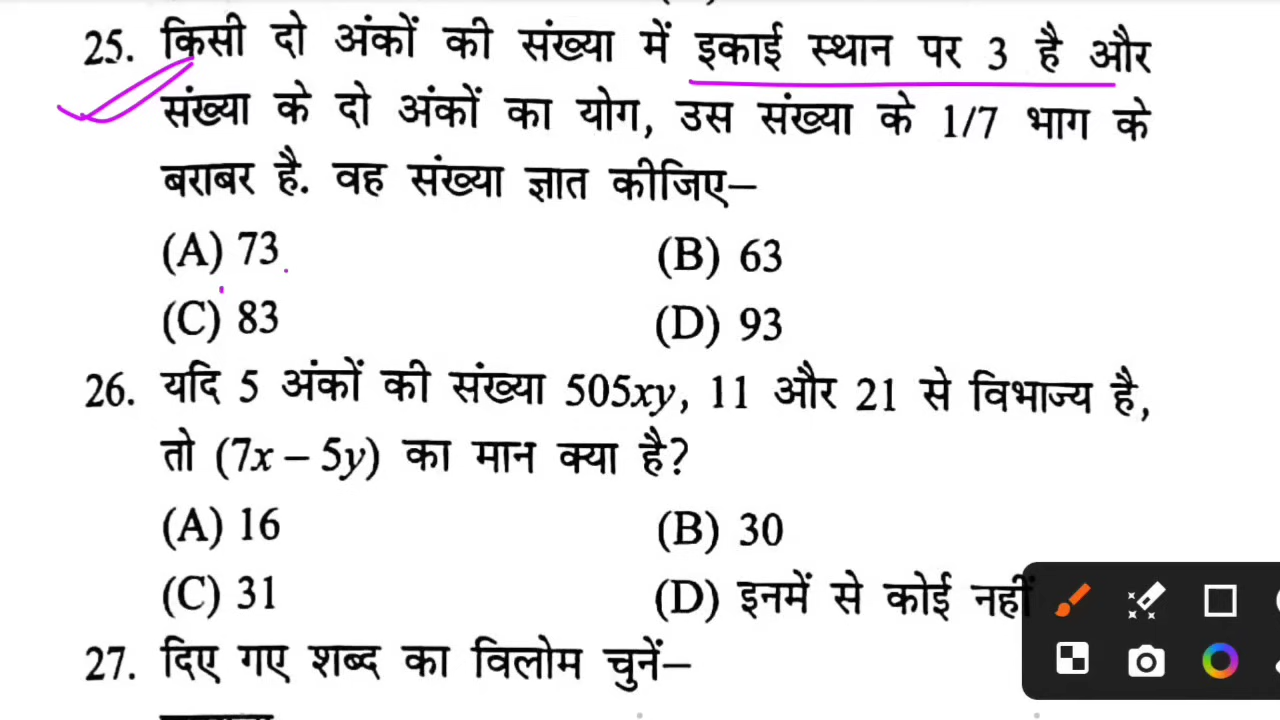 25. किसी दो अंकों की संख्या में इकाई स्थान पर 3 है और
संख्या के दो अंकों का योग, उस संख्या के 1/7 भाग के
बराबर है. वह संख्या ज्ञात कीजिए–
(A) 73 (B) 63
(C) 83 (D) 93
26. यदि 5 अंकों की संख्या 505xy, 11 और 21 से विभाज्य है,
तो (7x – 5y) का मान क्या है?
(A) 16 (B) 30
(C) 31 (D) इनमें से कोई नहीं
27. दिए गए शब्द का विलोम चुनें–